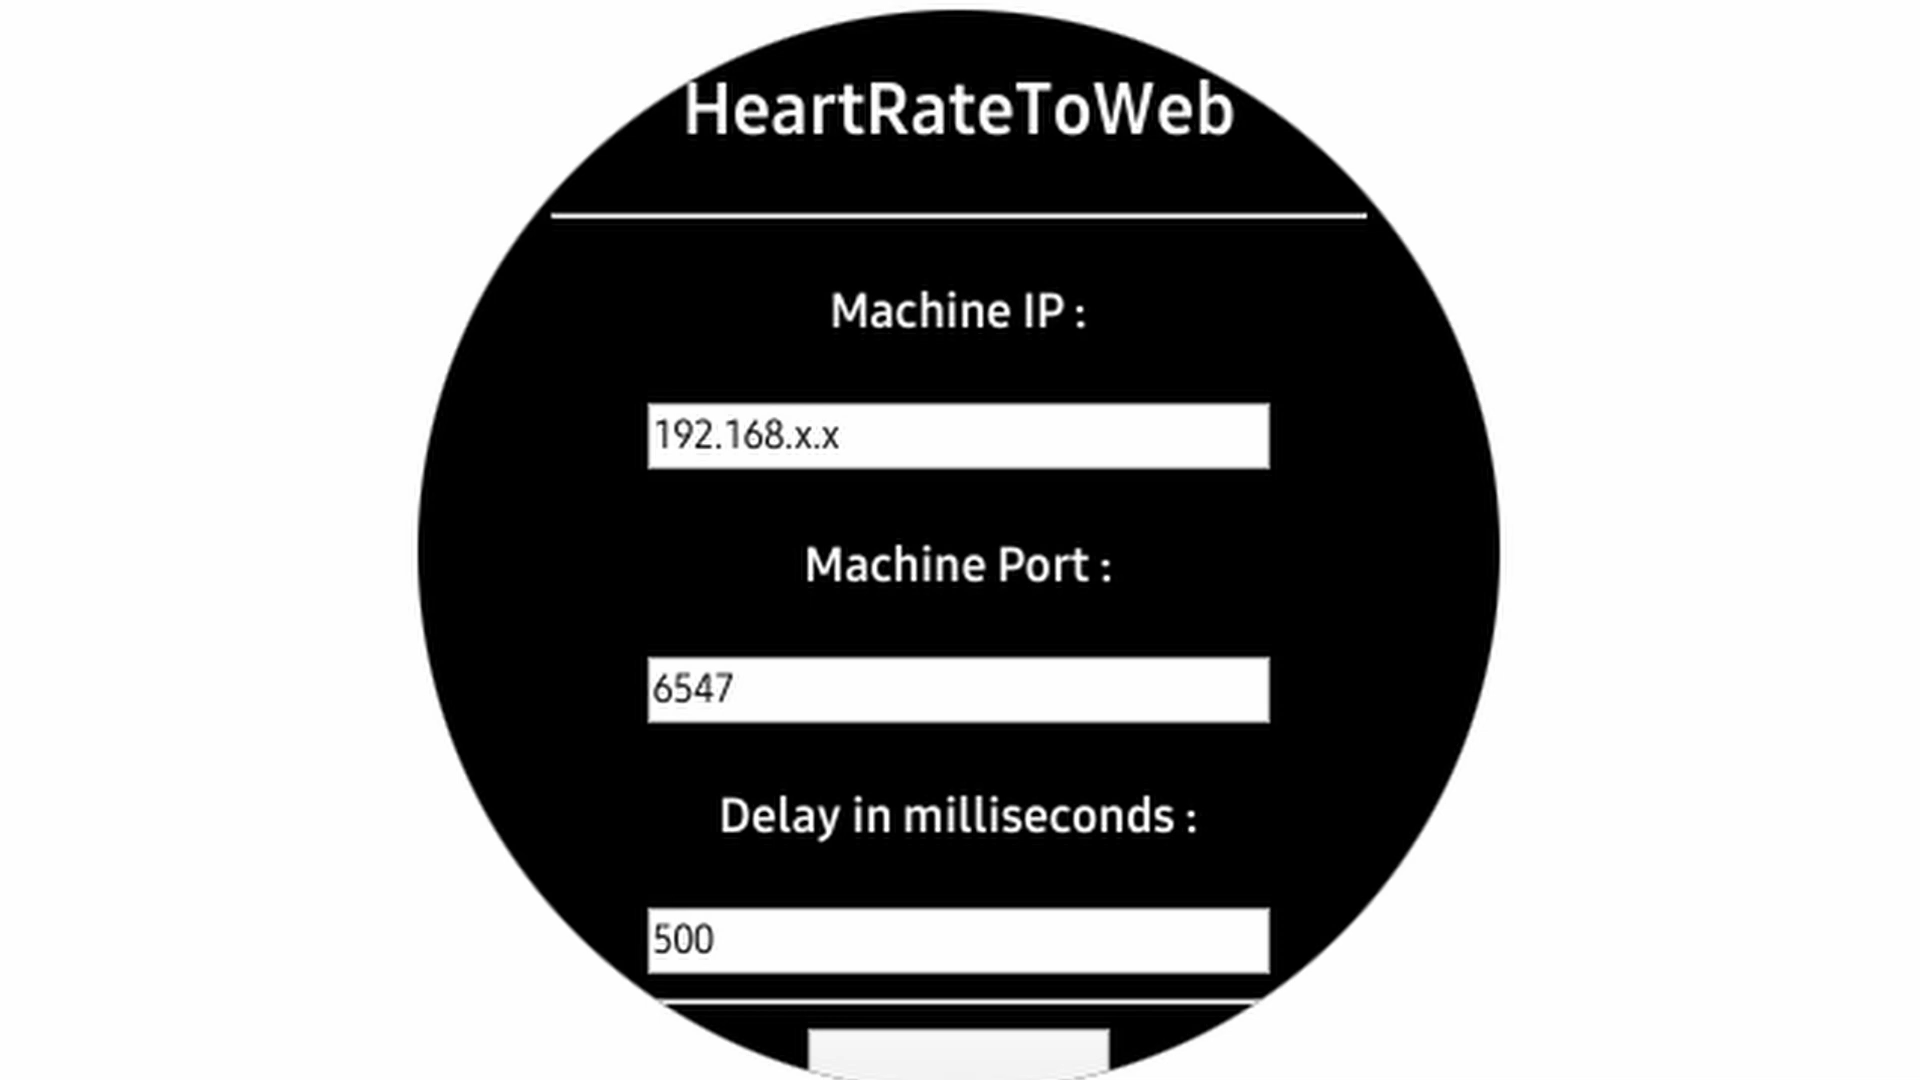 HeartRateToWeb
Machine IP :
192.168.x.x
Machine Port :
6547
Delay in milliseconds :
500